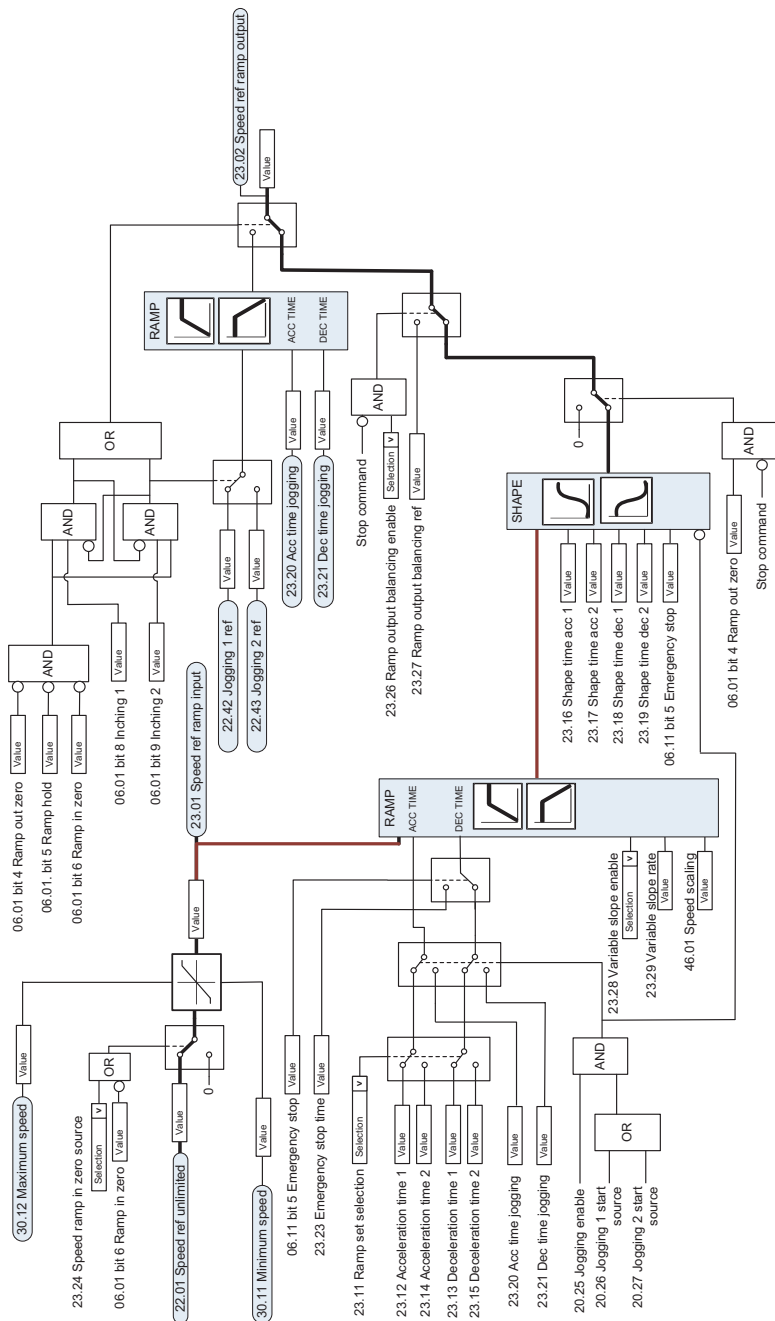 30.12 Maximum speed
Value
23.24 Speed ramp in zero source
Selection
v
OR
06.01 bit 6 Ramp in zero
Value
22.01 Speed ref unlimited
Value
0
30.11 Minimum speed
Value
Value
23.01 Speed ref ramp input
06.01 bit 4 Ramp out zero
Value
06.01. bit 5 Ramp hold
Value
06.01 bit 6 Ramp in zero
Value
AND
06.01 bit 8 Inching 1
Value
06.01 bit 9 Inching 2
Value
AND
AND
OR
22.42 Jogging 1 ref
Value
22.43 Jogging 2 ref
Value
23.20 Acc time jogging
Value
23.21 Dec time jogging
Value
RAMP
ACC TIME
DEC TIME
23.02 Speed ref ramp output
Value
06.11 bit 5 Emergency stop
Value
23.23 Emergency stop time
Value
23.11 Ramp set selection
Selection
v
23.12 Acceleration time 1
Value
23.14 Acceleration time 2
Value
23.13 Deceleration time 1
Value
23.15 Deceleration time 2
Value
23.20 Acc time jogging
Value
23.21 Dec time jogging
Value
20.25 Jogging enable
20.26 Jogging 1 start
source
20.27 Jogging 2 start
source
OR
AND
RAMP
ACC TIME
DEC TIME
23.28 Variable slope enable
Selection
v
23.29 Variable slope rate
Value
46.01 Speed scaling
Value
Stop command
AND
23.26 Ramp output balancing enable
Selection
v
23.27 Ramp output balancing ref
Value
SHAPE
23.16 Shape time acc 1
Value
23.17 Shape time acc 2
Value
23.18 Shape time dec 1
Value
23.19 Shape time dec 2
Value
06.11 bit 5 Emergency stop
Value
0
06.01 bit 4 Ramp out zero
Value
AND
Stop command